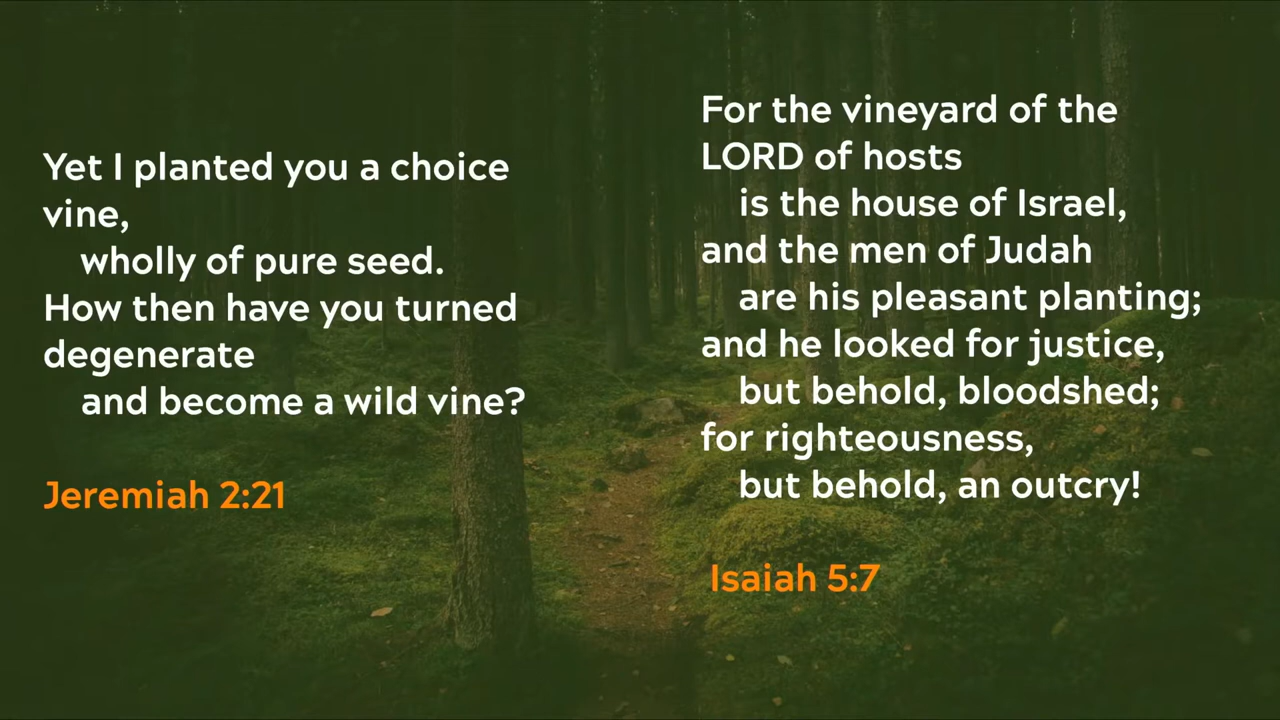 Yet I planted you a choice
vine,
wholly of pure seed.
How then have you turned
degenerate
and become a wild vine?
Jeremiah 2:21
For the vineyard of the
LORD of hosts
is the house of Israel,
and the men of Judah
are his pleasant planting;
and he looked for justice,
but behold, bloodshed;
for righteousness,
but behold, an outcry!
Isaiah 5:7